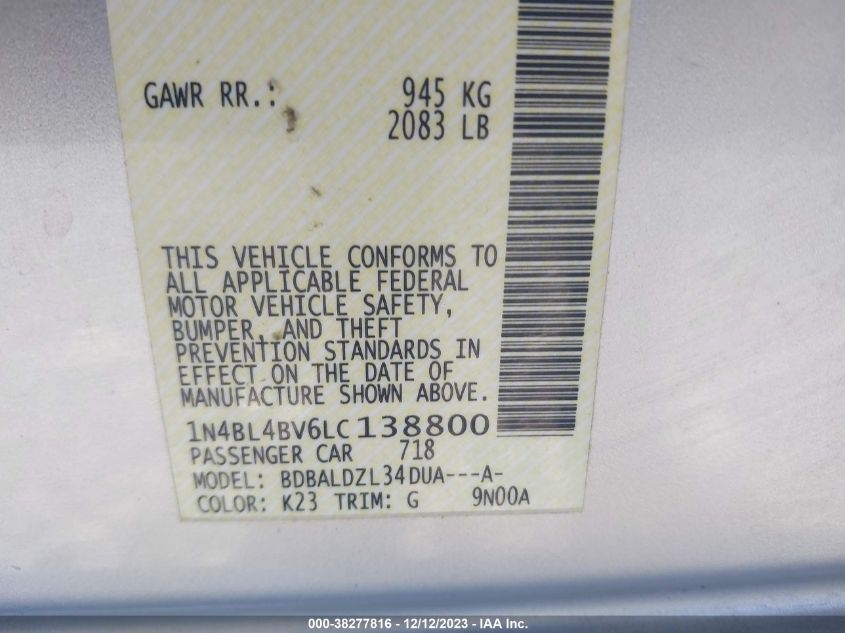 GAWR RR.: 945 KG
2083 LB
THIS VEHICLE CONFORMS TO
ALL APPLICABLE FEDERAL
MOTOR VEHICLE SAFETY,
BUMPER, AND THEFT
PREVENTION STANDARDS IN
EFFECT ON THE DATE OF
MANUFACTURE SHOWN ABOVE.
1N4BL4BV6LC138800
PASSENGER CAR 718
MODEL: BDBALDZL34DUA---A-
COLOR: K23 TRIM: G 9N00A
000-38277816 - 12/12/2023 - IAA Inc.